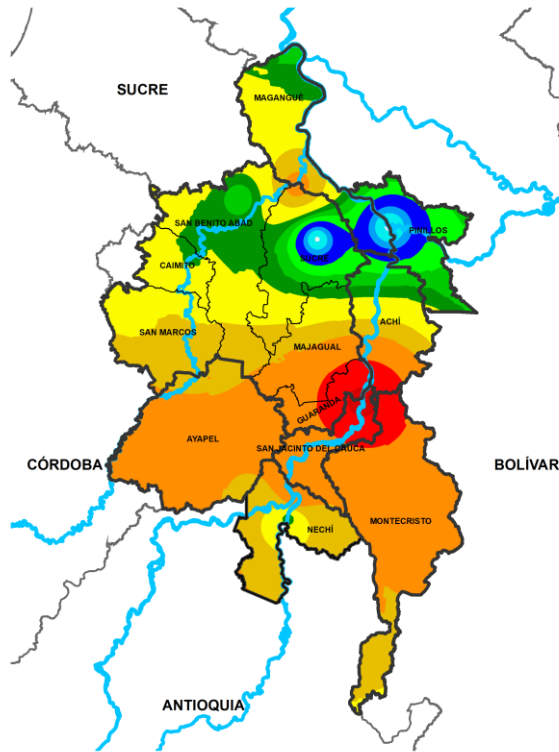 SUCRE
MAGANGUÉ
SAN BENITO ABAD
PINILLOS
SUCRE
CAIMITO
ACHÍ
SAN MARCOS
MAJAGUAL
GUARANDA
AYAPEL
SAN JACINTO DEL CAUCA
CÓRDOBA
BOLÍVAR
MONTECRISTO
NECHÍ
ANTIOQUIA